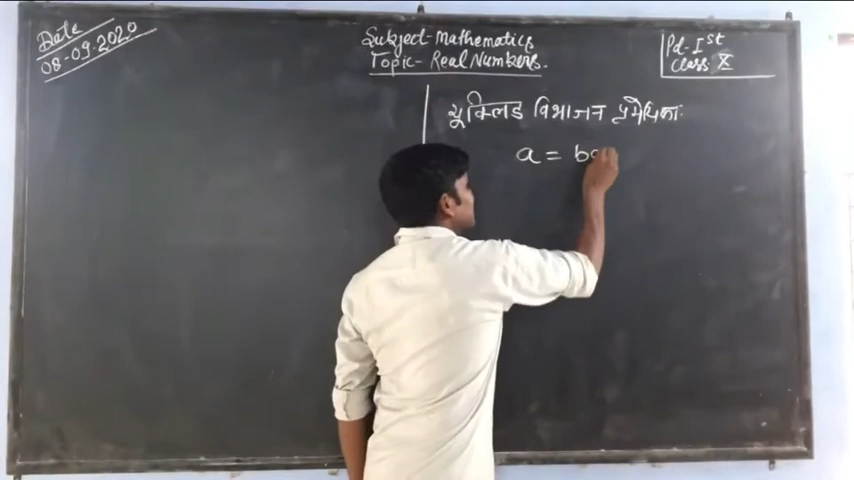 Date
08-09-2020
Subject-Mathematics
Topic-Real Numbers.
Pd-Ist
Class X
यूक्लिड विभाजन प्रमेयिका:
a = b